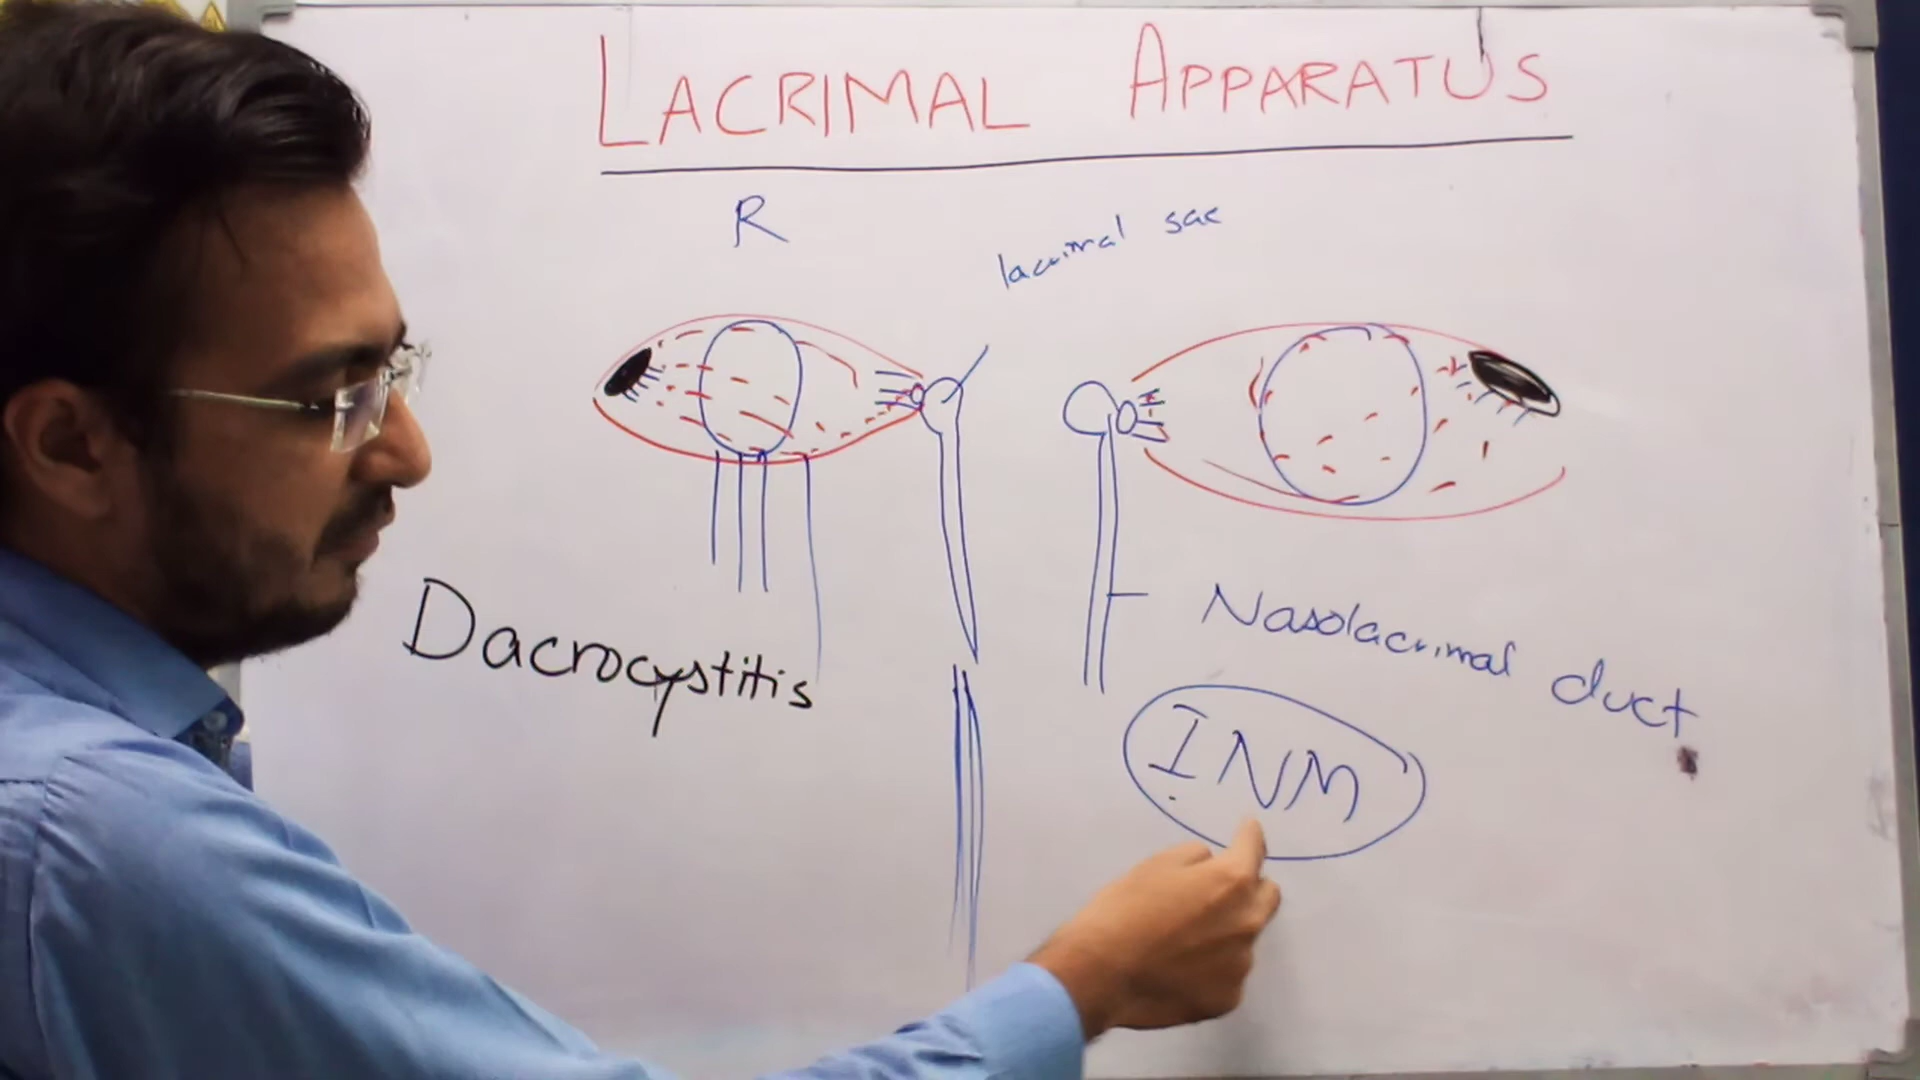 LACRIMAL APPARATUS
R
lacrimal sac
Dacrocystitis
Nasolacrimal duct
INM